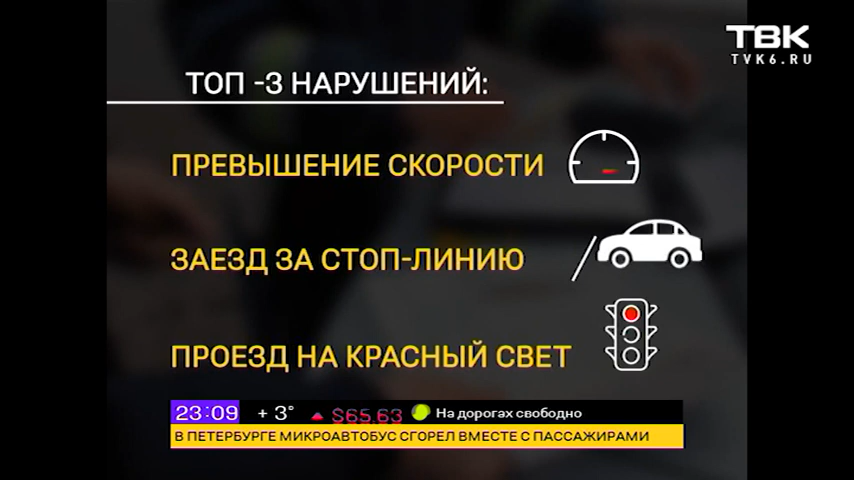 ТВК
TVK6.RU
ТОП -3 НАРУШЕНИЙ:
ПРЕВЫШЕНИЕ СКОРОСТИ
ЗАЕЗД ЗА СТОП-ЛИНИЮ
ПРОЕЗД НА КРАСНЫЙ СВЕТ
23:09 + 3° $65.63 На дорогах свободно
В ПЕТЕРБУРГЕ МИКРОАВТОБУС СГОРЕЛ ВМЕСТЕ С ПАССАЖИРАМИ